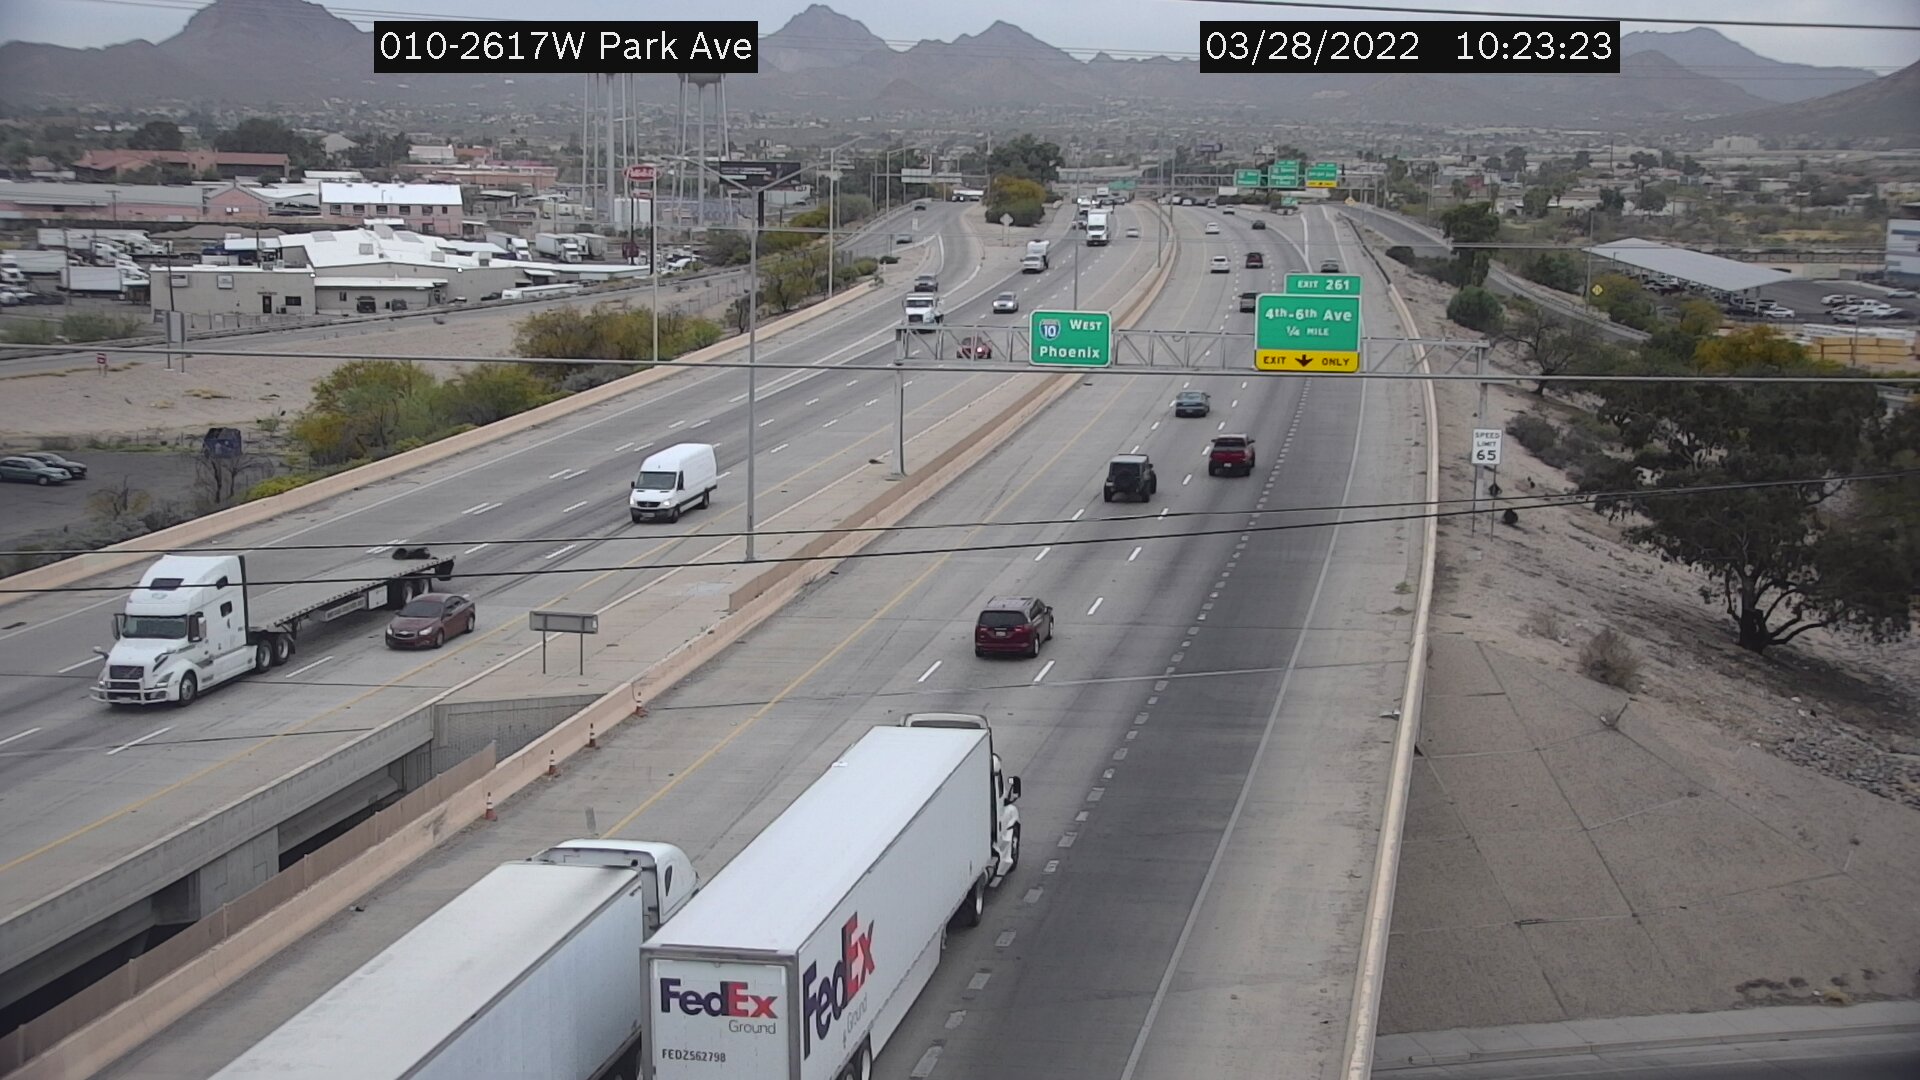 010-2617W Park Ave
03/28/2022 10:23:23
EXIT 261
4th-6th Ave
1/4 MILE
EXIT ONLY
10 WEST
Phoenix
SPEED
LIMIT
65
FedEx
Ground
FedEx
Ground
FEDZ562798